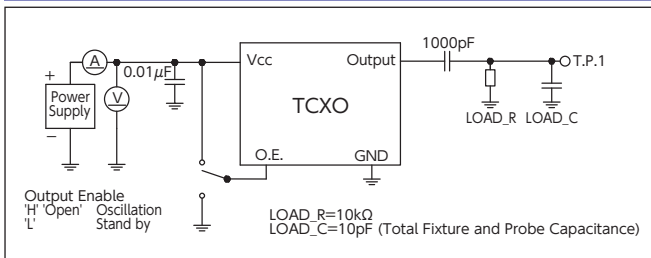 1000pF
A
0.01μF
Vcc
Output
T.P.1
+
Power
Supply
V
TCXO
LOAD_R LOAD_C
−
O.E.
GND
Output Enable
'H' 'Open' Oscillation
'L' Stand by
LOAD_R=10kΩ
LOAD_C=10pF (Total Fixture and Probe Capacitance)